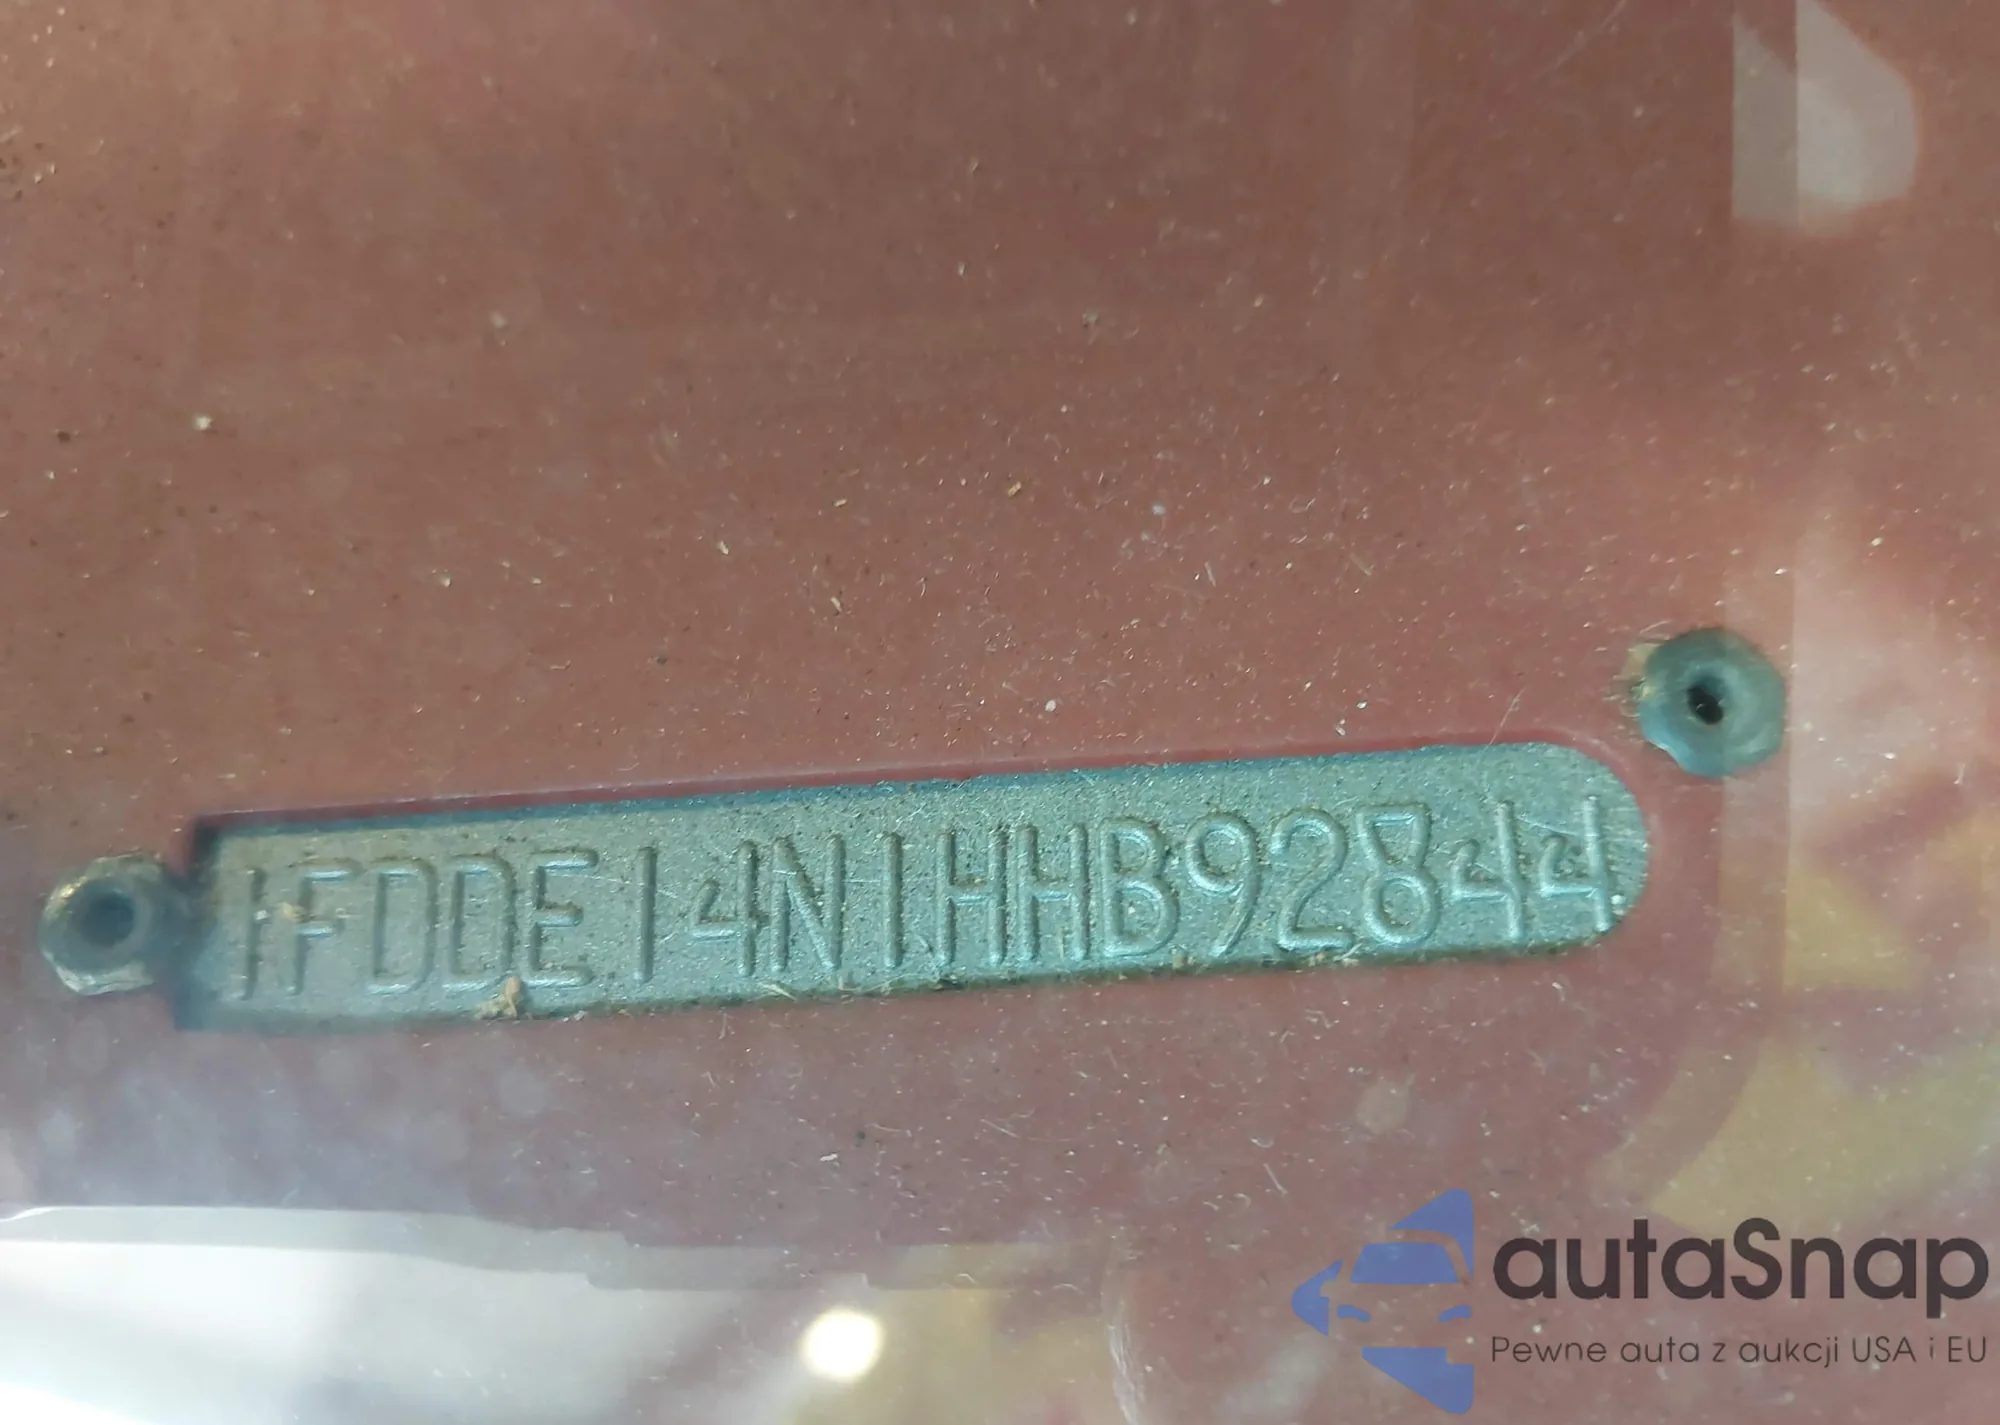 1FDDE14N1HHB92844
autaSnap
Pewne auta z aukcji USA i EU